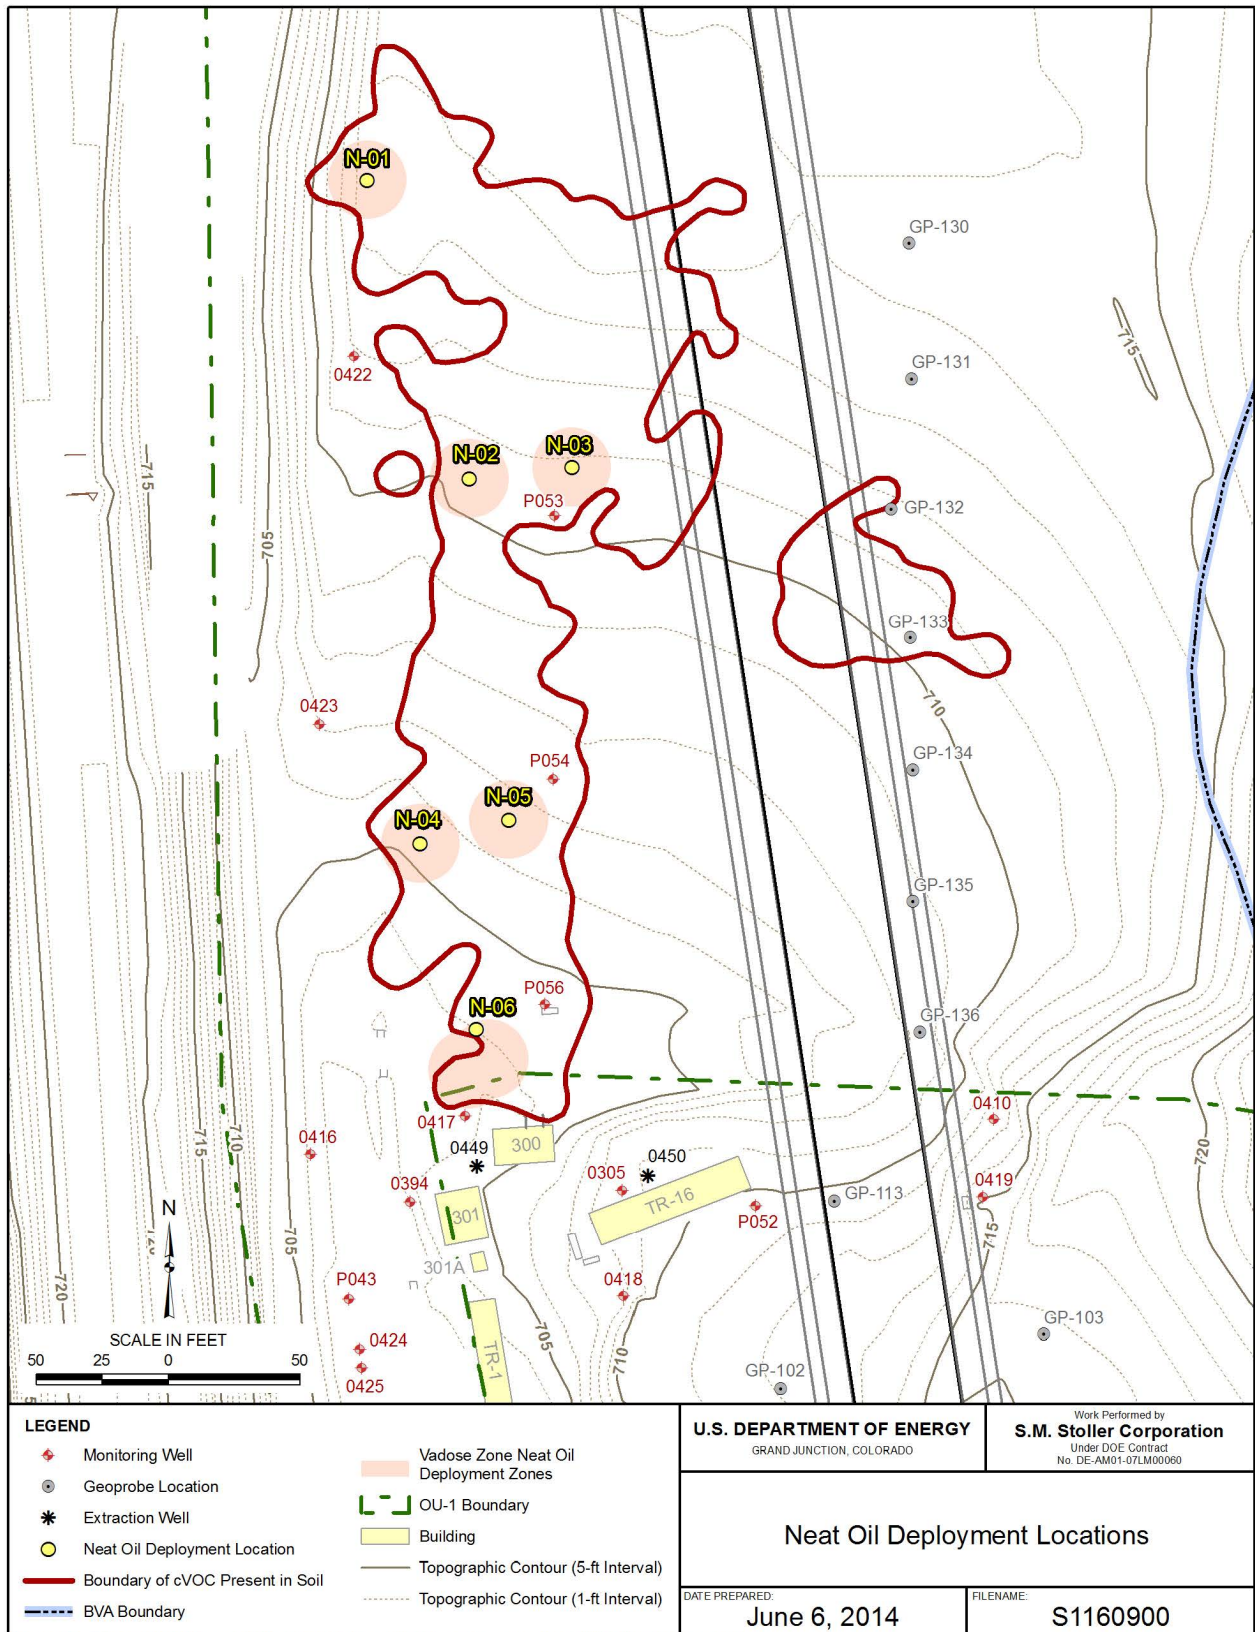 N-01
GP-130
715
GP-131
0422
N-02
N-03
715
P053
GP-132
705
GP-133
710
0423
GP-134
P054
N-05
N-04
GP-135
P056
N-06
GP-136
0417
0410
715
710
720
0416
0449
300
0305
0450
0394
301
TR-16
P052
GP-113
0419
N
705
715
301A
720
P043
0418
SCALE IN FEET
50 25 0 50
0424
0425
TR-1
705
710
GP-103
GP-102
LEGEND
Monitoring Well
Geoprobe Location
Extraction Well
Neat Oil Deployment Location
Boundary of cVOC Present in Soil
BVA Boundary
Vadose Zone Neat Oil
Deployment Zones
OU-1 Boundary
Building
Topographic Contour (5-ft Interval)
Topographic Contour (1-ft Interval)
U.S. DEPARTMENT OF ENERGY
GRAND JUNCTION, COLORADO
Work Performed by
S.M. Stoller Corporation
Under DOE Contract
No. DE-AM01-07LM00060
Neat Oil Deployment Locations
DATE PREPARED:
June 6, 2014
FILENAME:
S1160900